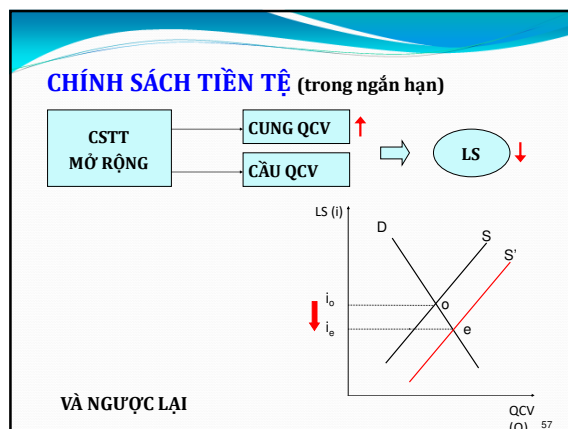 CHÍNH SÁCH TIỀN TỆ (trong ngắn hạn)
CSTT
MỞ RỘNG
CUNG QCV
CẦU QCV
LS
LS (i)
D
S
S'
i₀
o
iₑ
e
VÀ NGƯỢC LẠI
QCV
(Q)
57